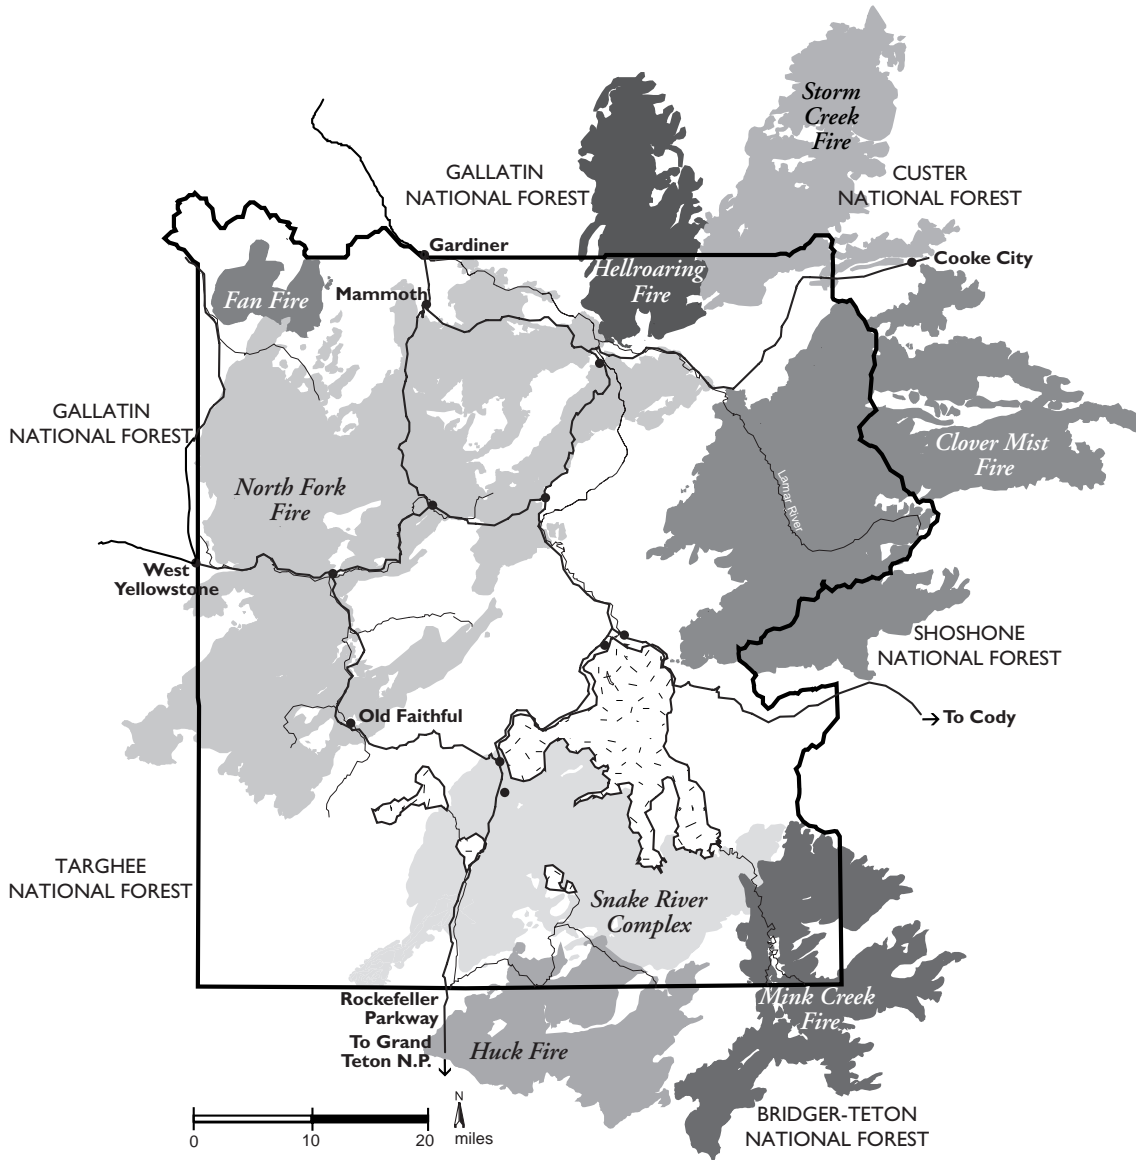 Storm
Creek
Fire
GALLATIN
NATIONAL FOREST
CUSTER
NATIONAL FOREST
Gardiner
Cooke City
Hellroaring
Fire
Fan Fire
Mammoth
GALLATIN
NATIONAL FOREST
Clover Mist
Fire
North Fork
Fire
Lamar River
West
Yellowstone
SHOSHONE
NATIONAL FOREST
Old Faithful
To Cody
TARGHEE
NATIONAL FOREST
Snake River
Complex
Rockefeller
Parkway
Mink Creek
Fire
To Grand
Teton N.P.
Huck Fire
N
miles
0 10 20
BRIDGER-TETON
NATIONAL FOREST